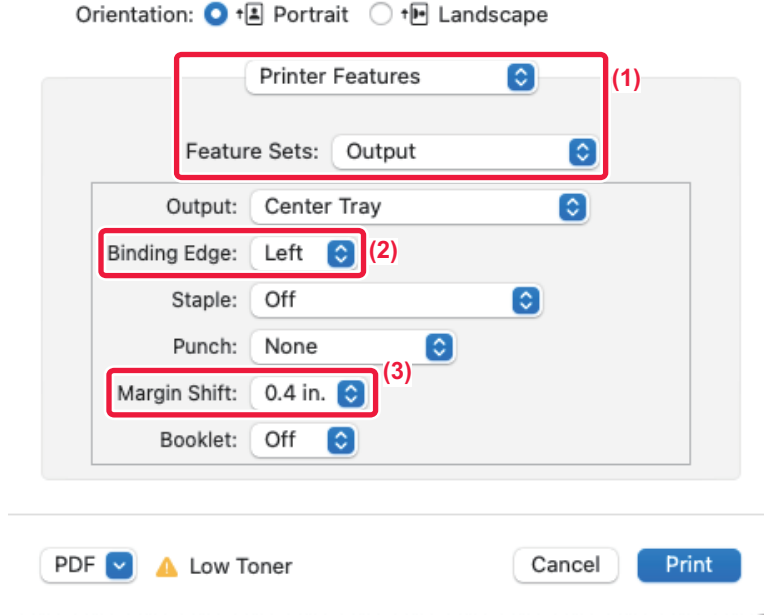 Orientation: Portrait Landscape
Printer Features (1)
Feature Sets: Output
Output: Center Tray
Binding Edge: Left (2)
Staple: Off
Punch: None
Margin Shift: 0.4 in. (3)
Booklet: Off
PDF Low Toner Cancel Print